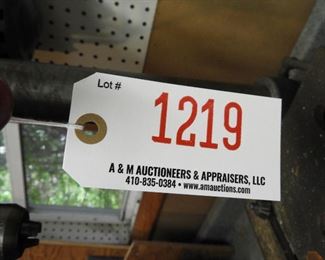 Lot #
1219
A & M AUCTIONEERS & APPRAISERS, LLC
410-835-0384 • www.amauctions.com